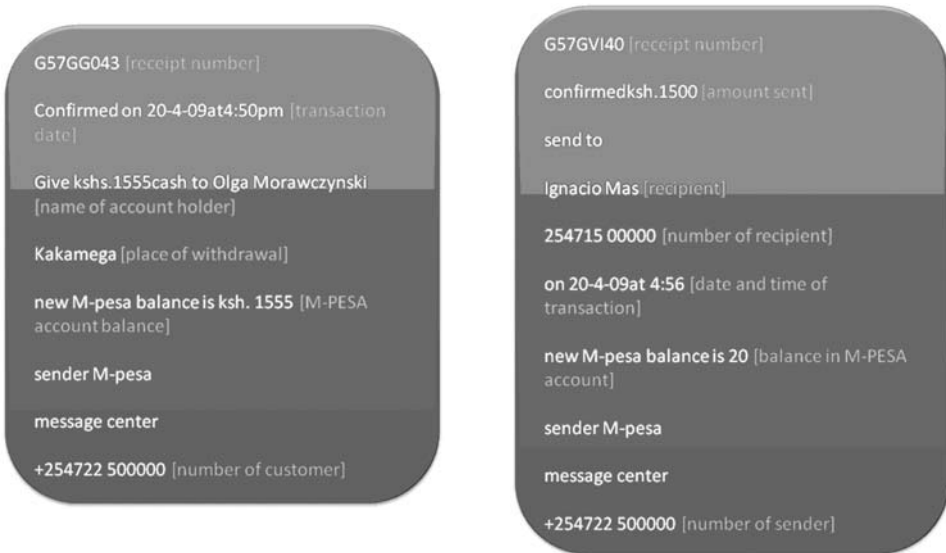 G57GG043 [receipt number]
Confirmed on 20-4-09at4:50pm [transaction
date]
Give kshs.1555cash to Olga Morawczynski
[name of account holder]
Kakamega [place of withdrawal]
new M-pesa balance is ksh. 1555 [M-PESA
account balance]
sender M-pesa
message center
+254722 500000 [number of customer]
G57GVI40 [receipt number]
confirmedksh.1500 [amount sent]
send to
Ignacio Mas [recipient]
254715 00000 [number of recipient]
on 20-4-09at 4:56 [date and time of
transaction]
new M-pesa balance is 20 [balance in M-PESA
account]
sender M-pesa
message center
+254722 500000 [number of sender]